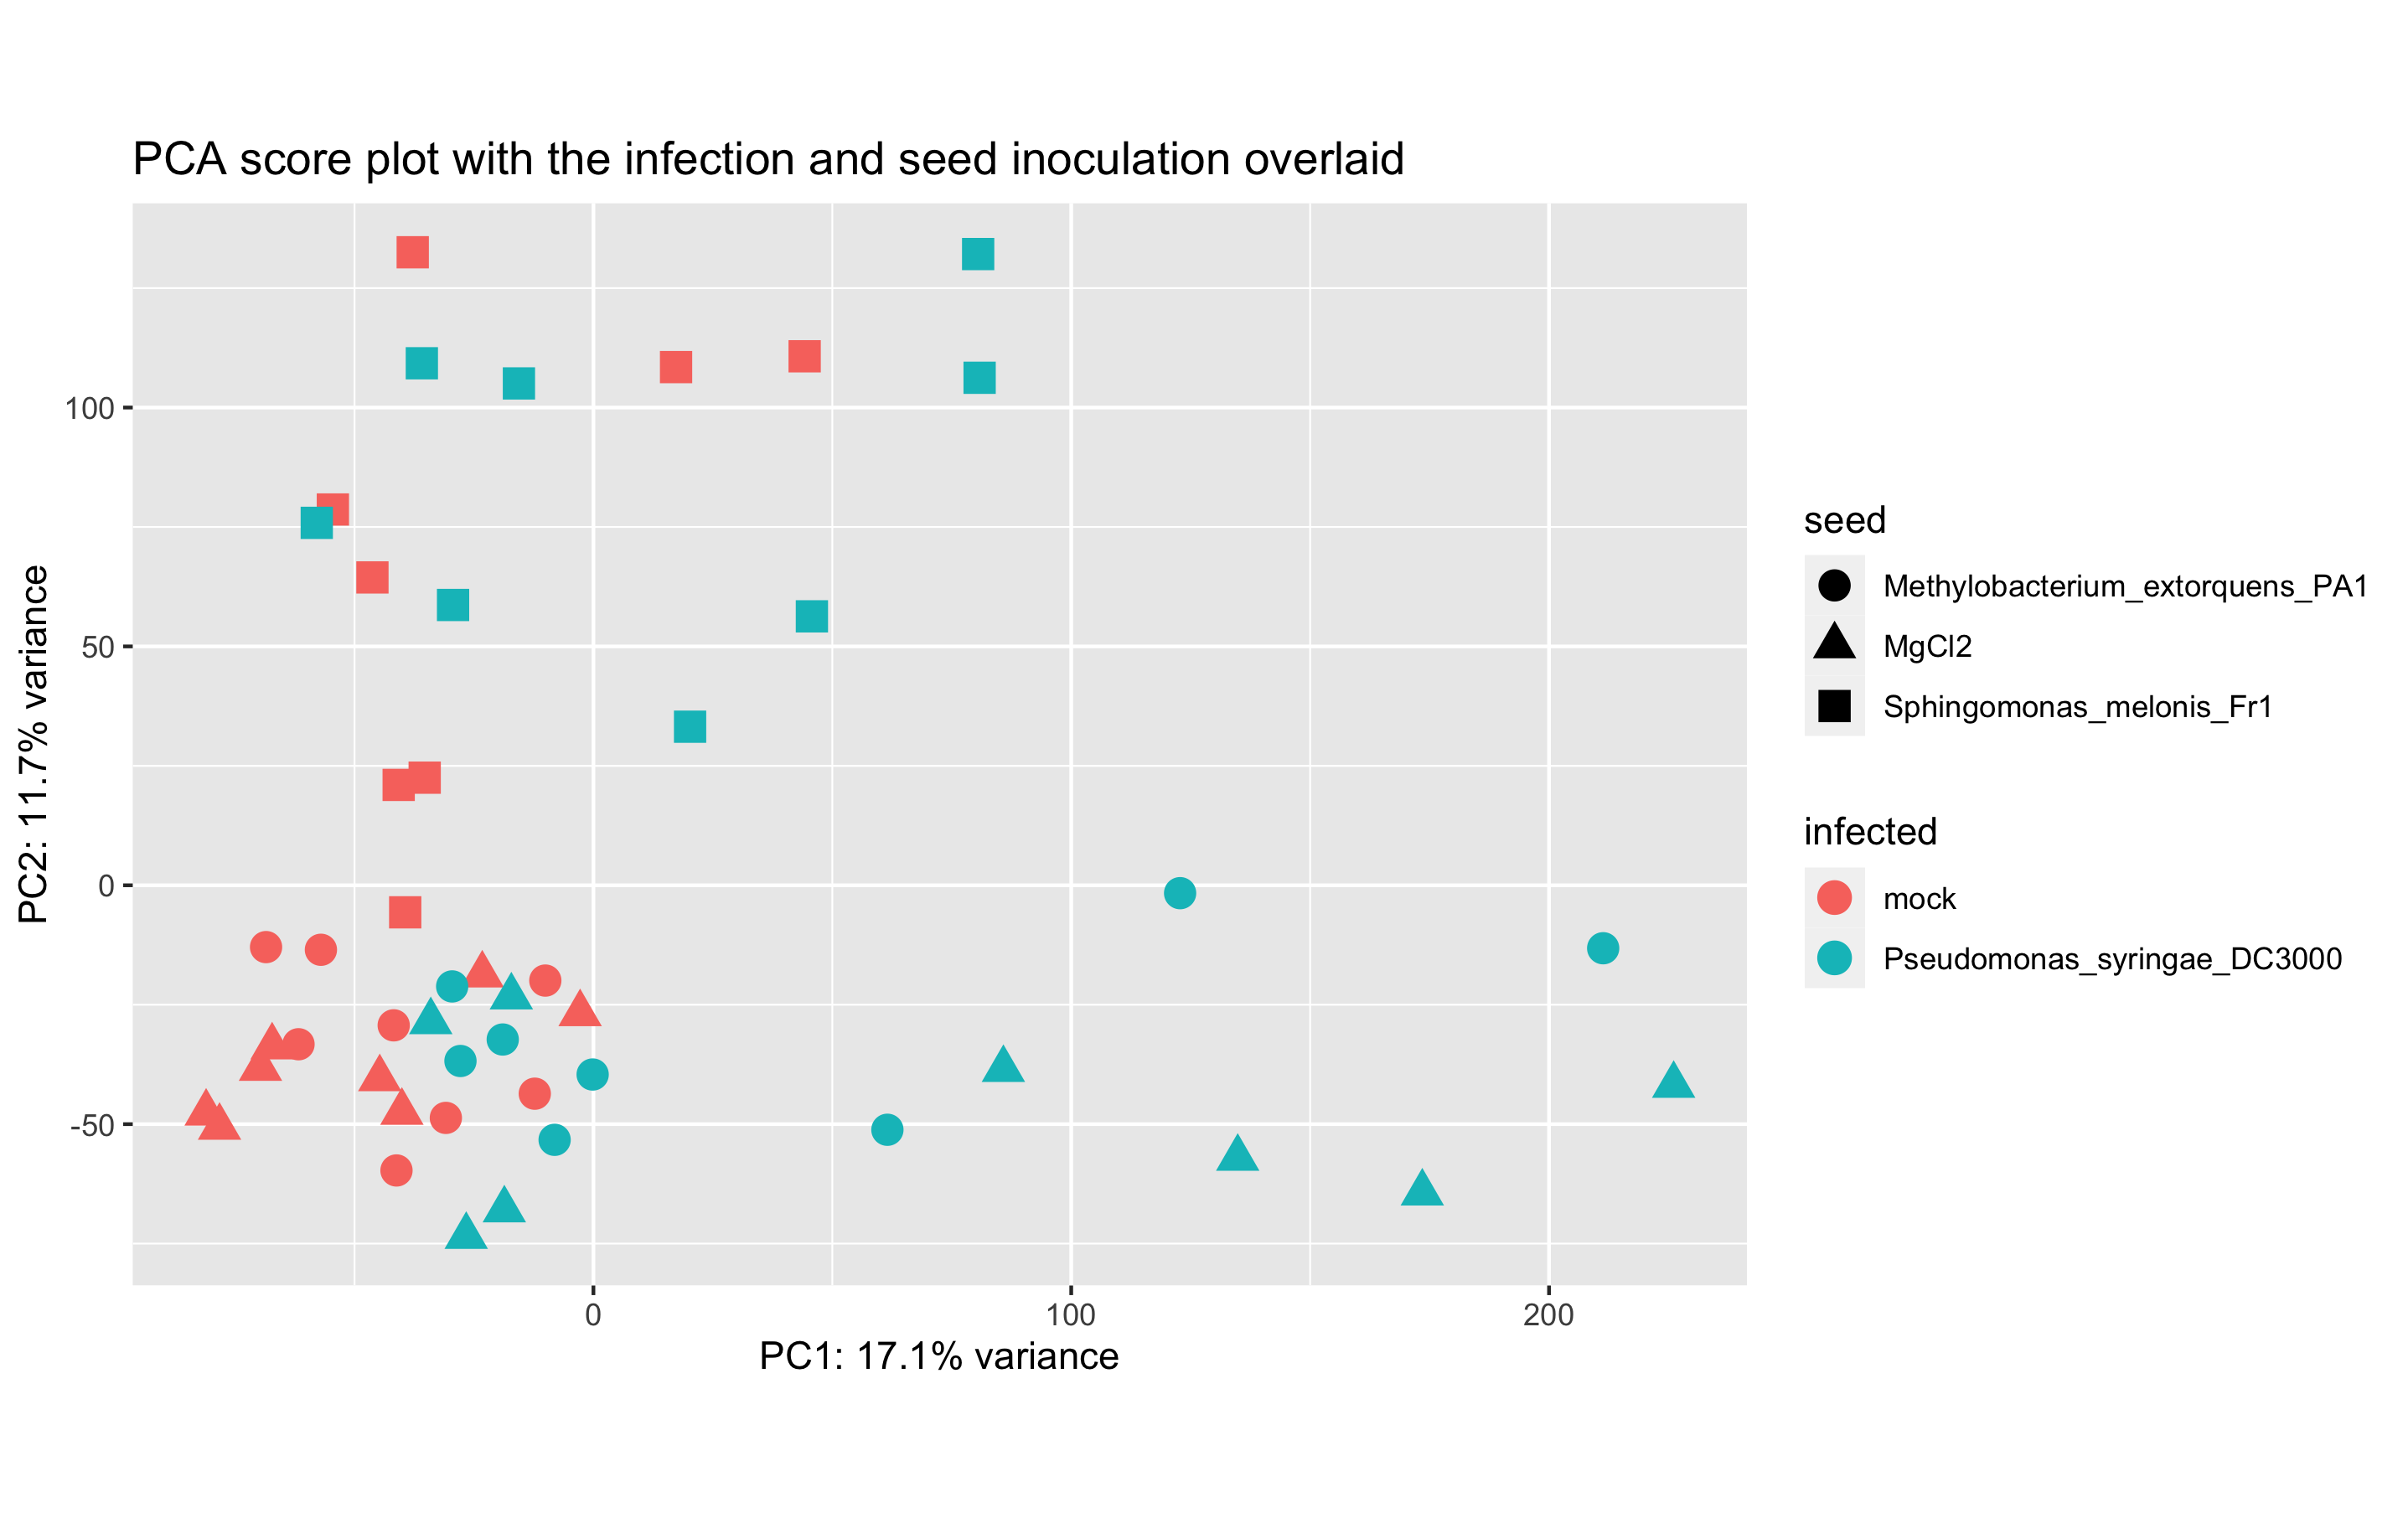 PCA score plot with the infection and seed inoculation overlaid
PC2: 11.7% variance
100
50
0
-50
0
100
200
PC1: 17.1% variance
seed
Methylobacterium_extorquens_PA1
MgCl2
Sphingomonas_melonis_Fr1
infected
mock
Pseudomonas_syringae_DC3000